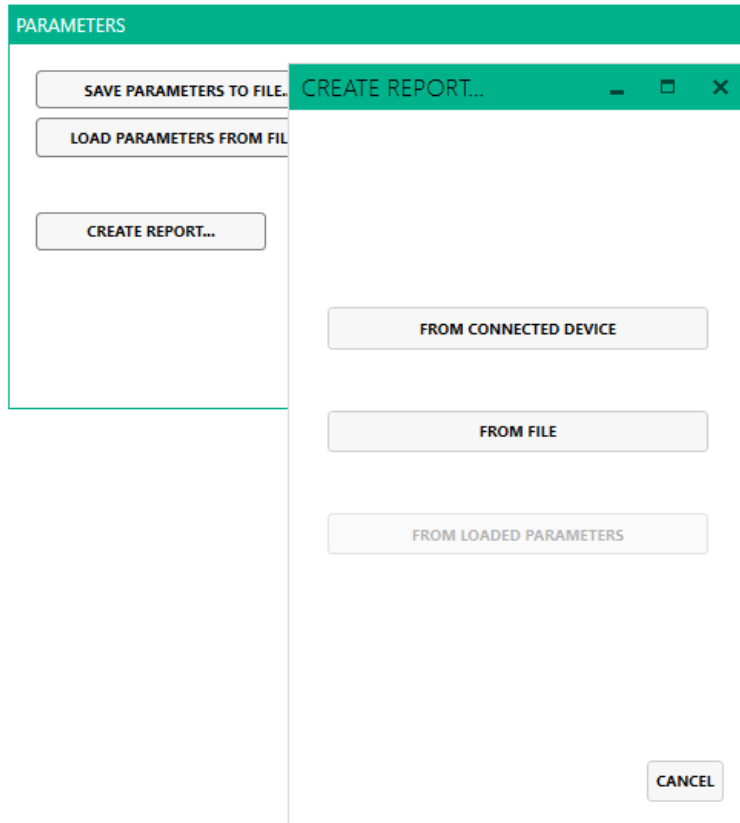 PARAMETERS
SAVE PARAMETERS TO FILE..
LOAD PARAMETERS FROM FIL
CREATE REPORT...
CREATE REPORT...
FROM CONNECTED DEVICE
FROM FILE
FROM LOADED PARAMETERS
CANCEL